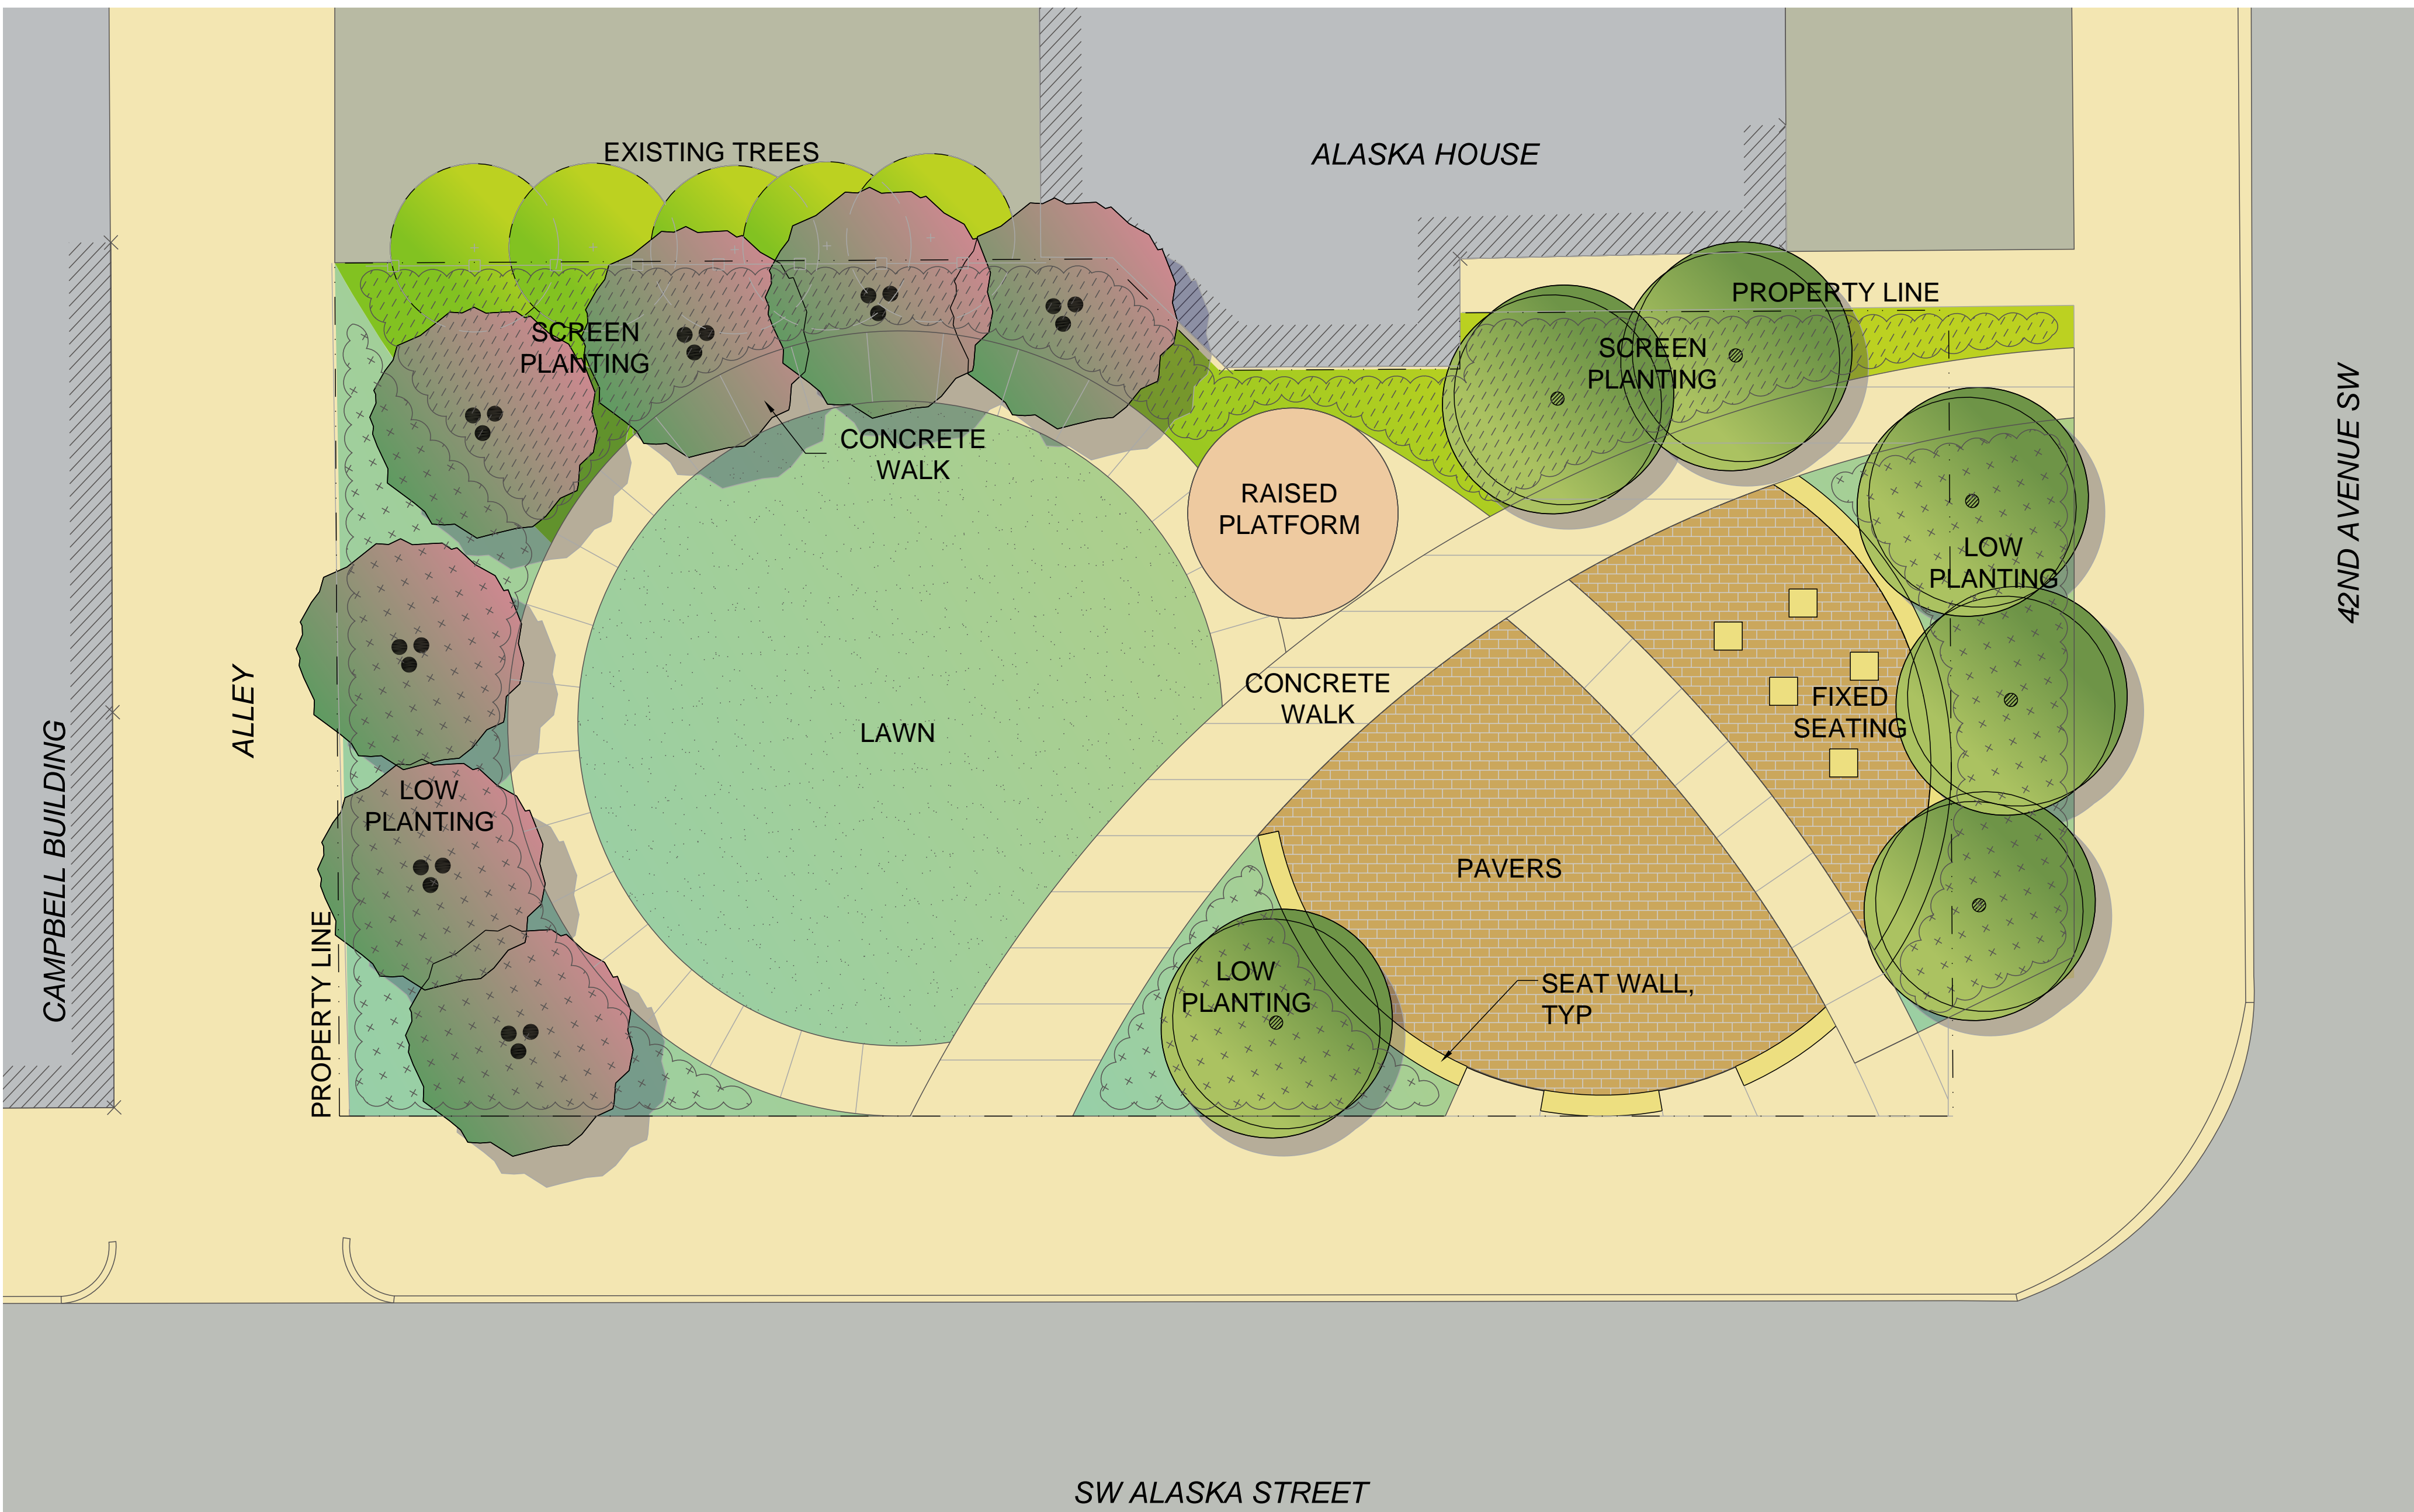 EXISTING TREES
ALASKA HOUSE
PROPERTY LINE
SCREEN
PLANTING
SCREEN
PLANTING
CONCRETE
WALK
RAISED
PLATFORM
LOW
PLANTING
42ND AVENUE SW
CONCRETE
WALK
FIXED
SEATING
LAWN
ALLEY
CAMPBELL BUILDING
LOW
PLANTING
PAVERS
PROPERTY LINE
LOW
PLANTING
SEAT WALL,
TYP
SW ALASKA STREET